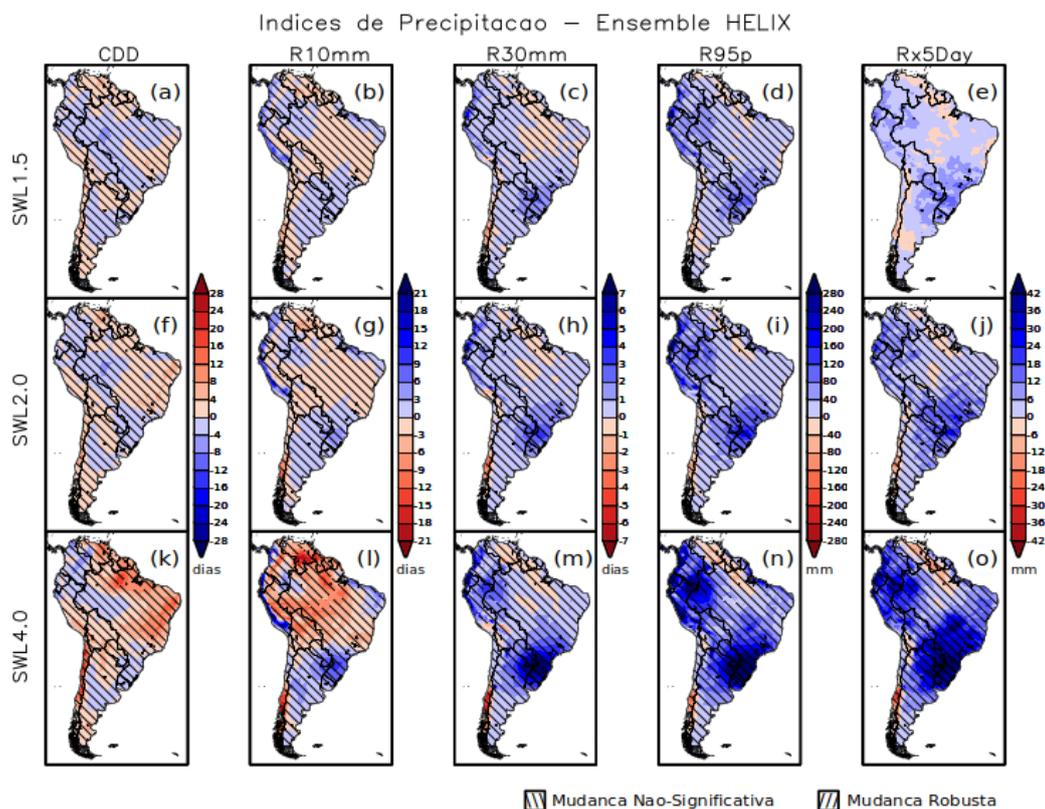 Indices de Precipitacao — Ensemble HELIX
CDD R10mm R30mm R95p Rx5Day
SWL1.5
(a) (b) (c) (d) (e)
SWL2.0
(f) (g) (h) (i) (j)
28 21 7 280 42
24 18 6 240 36
20 15 5 200 30
16 12 4 160 24
12 9 3 120 18
8 6 2 80 12
4 3 1 40 6
0 0 0 0 0
-4 -3 -1 -40 -6
-8 -6 -2 -80 -12
-12 -9 -3 -120 -18
-16 -12 -4 -160 -24
-20 -15 -5 -200 -30
-24 -18 -6 -240 -36
-28 -21 -7 -280 -42
dias dias dias mm mm
SWL4.0
(k) (l) (m) (n) (o)
Mudanca Nao-Significativa Mudanca Robusta